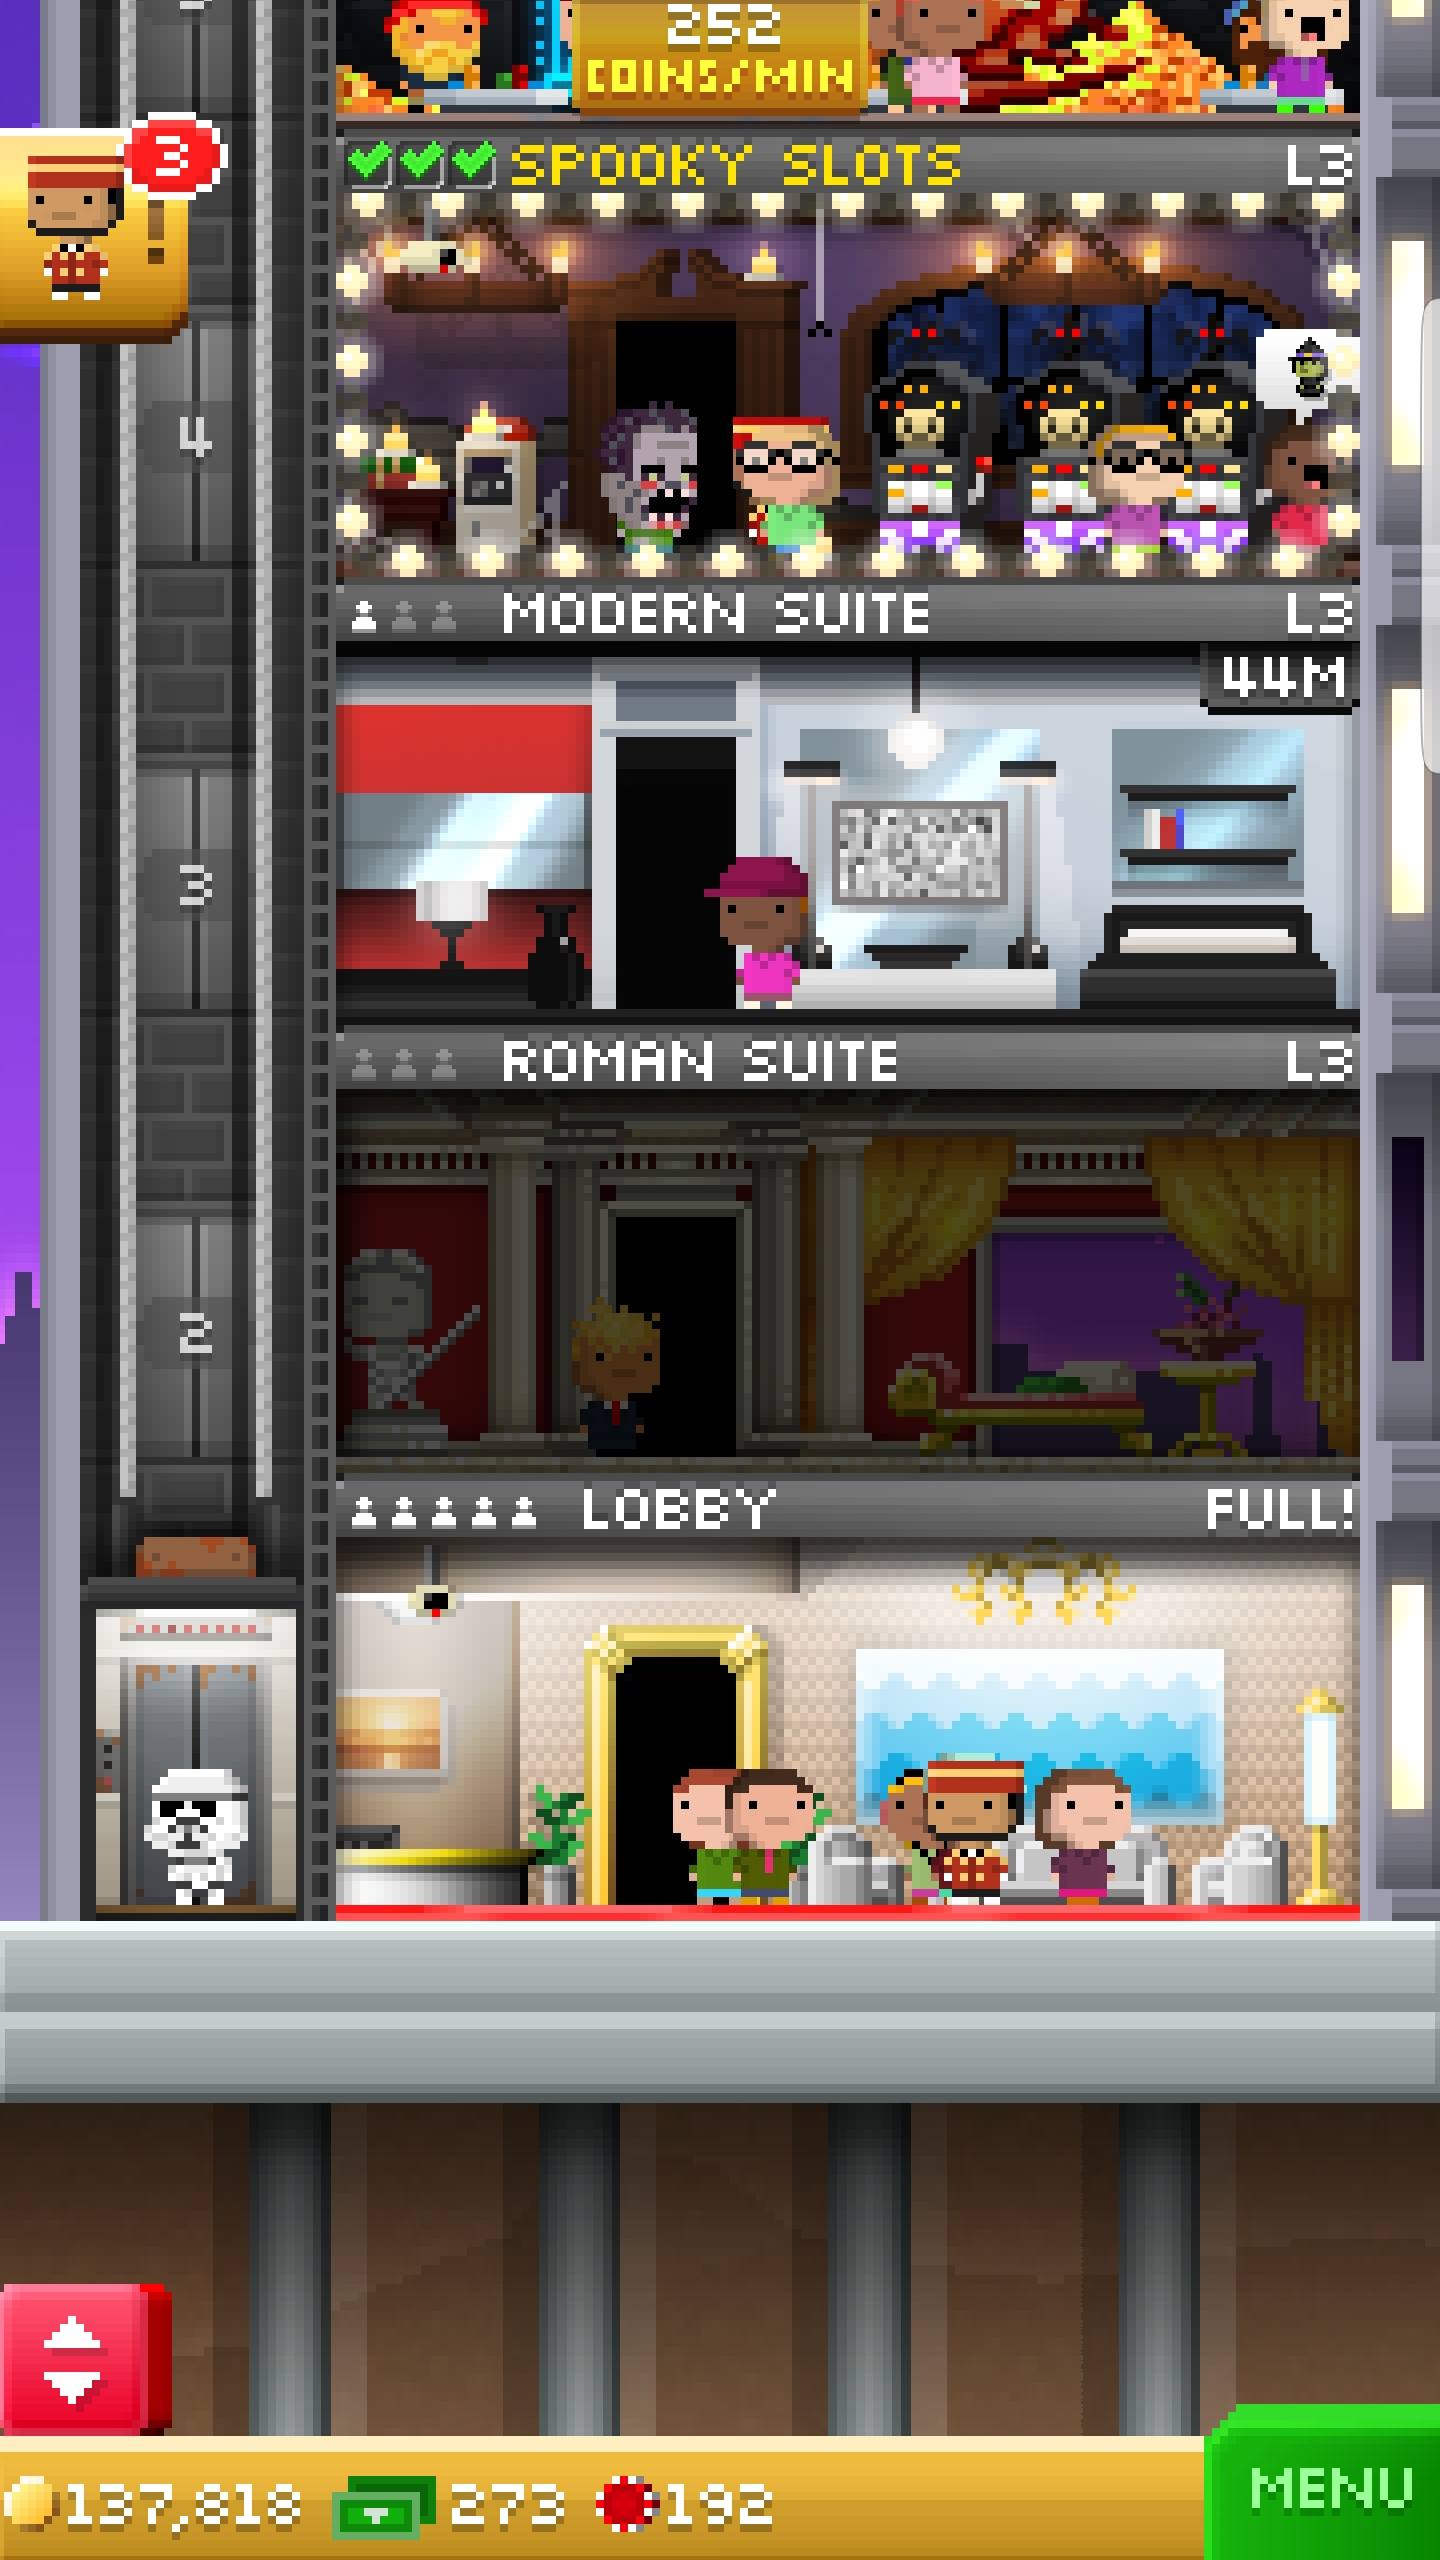 252
COINS/MIN
3
!
SPOOKY SLOTS L3
4
MODERN SUITE L3
44M
3
ROMAN SUITE L3
2
LOBBY FULL!
137,818 273 192
MENU